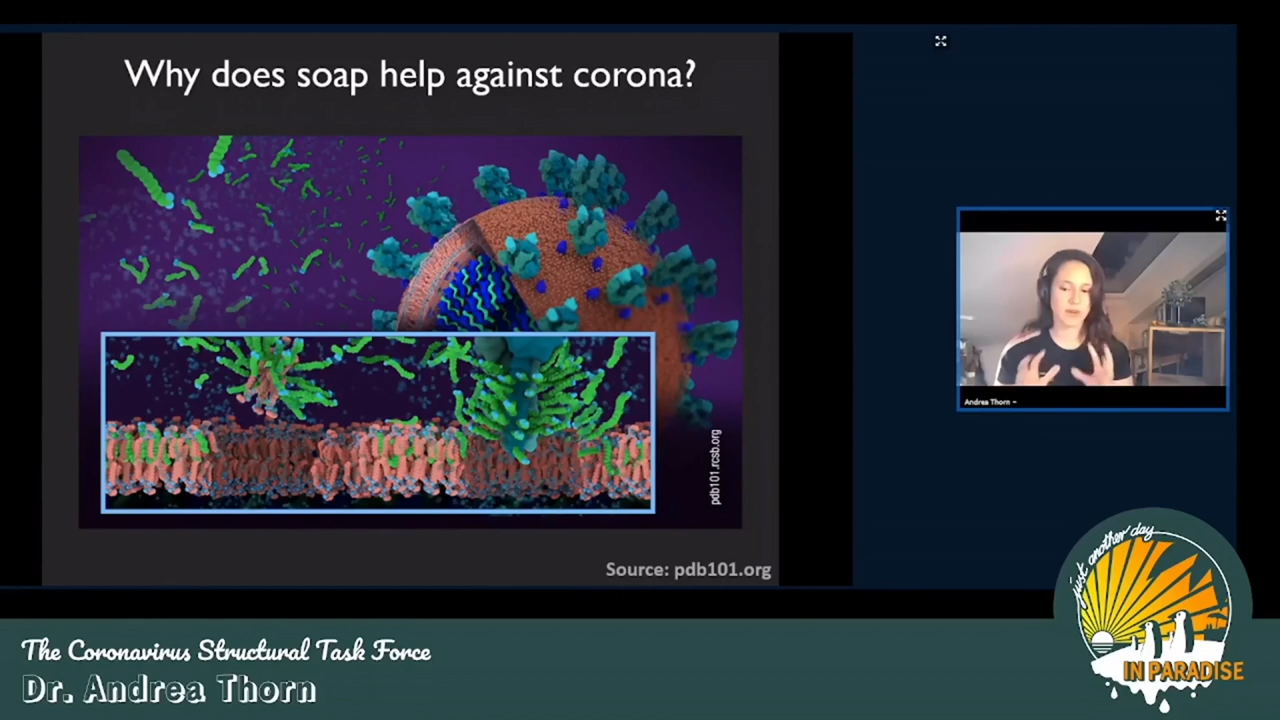 Why does soap help against corona?
pdb101.rcsb.org
Source: pdb101.org
Andrea Thorn
just another day
IN PARADISE
The Coronavirus Structural Task Force
Dr. Andrea Thorn